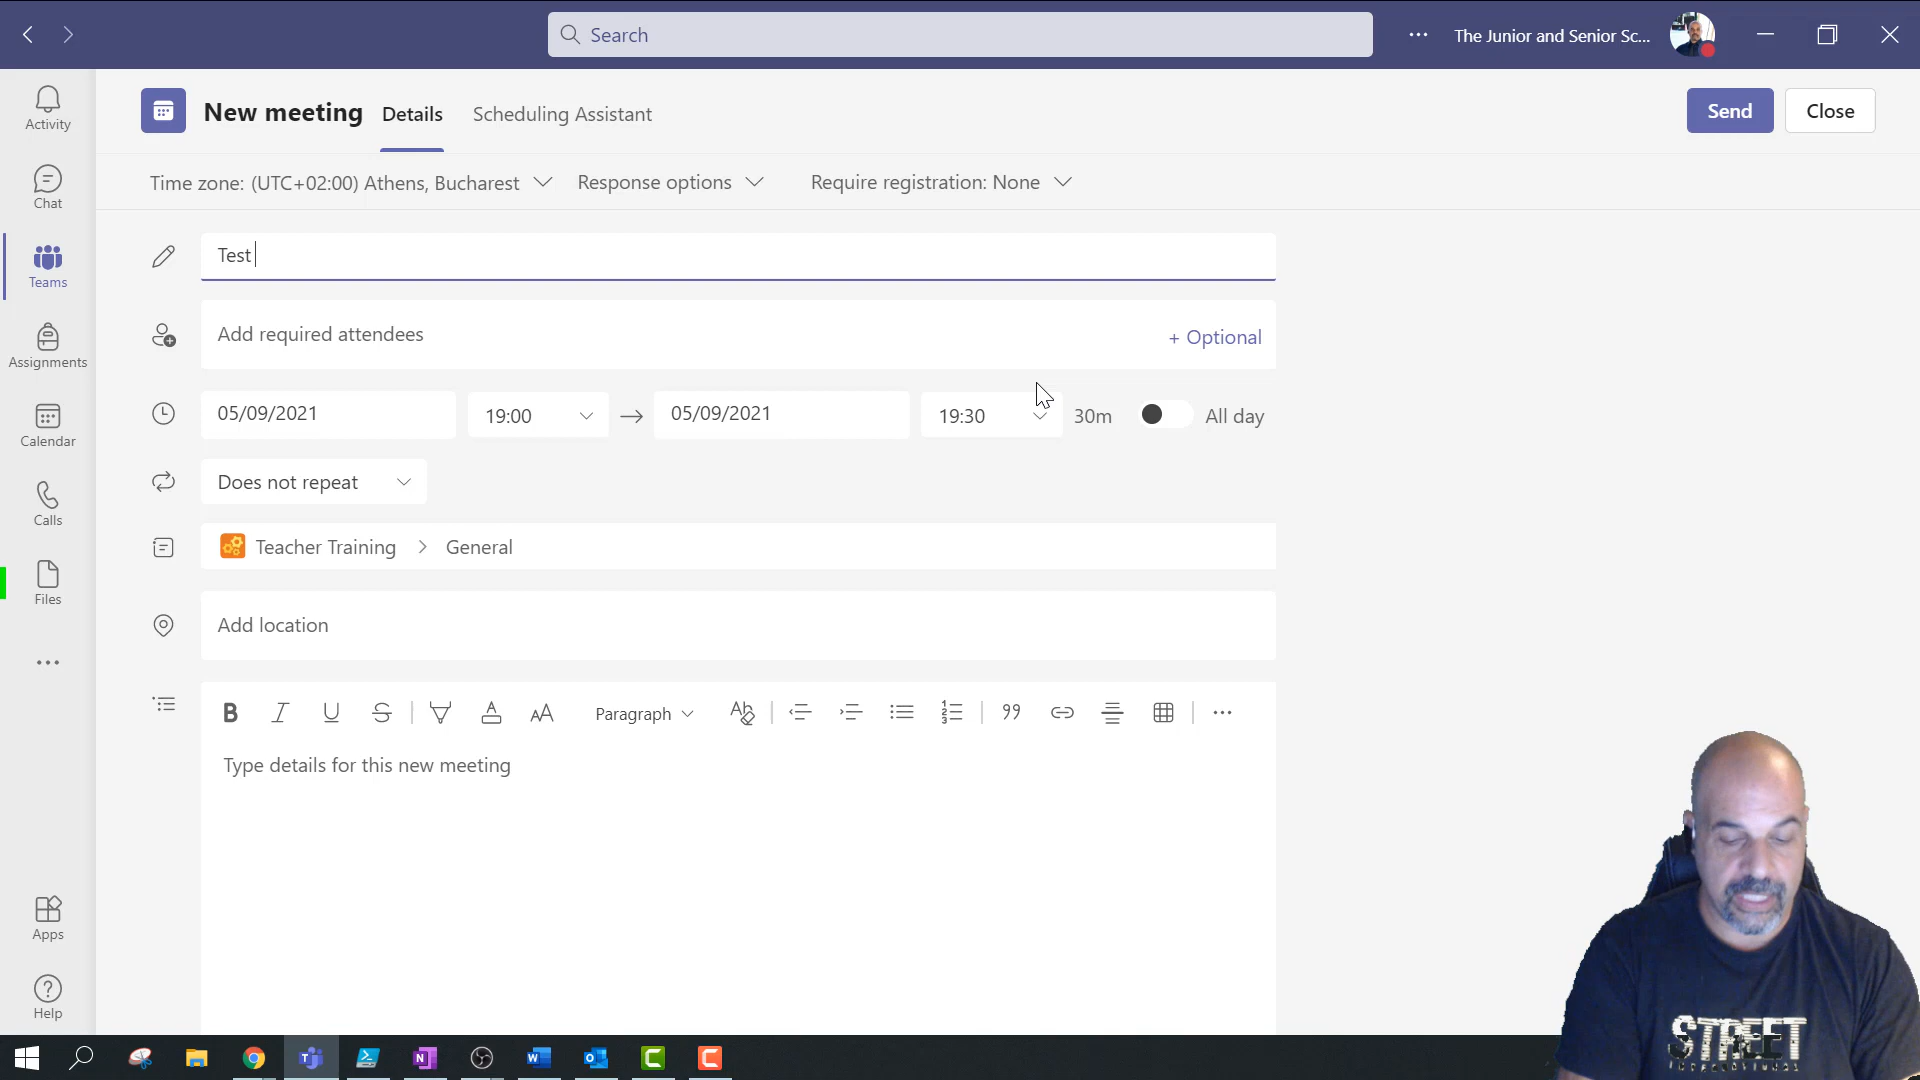 Search
The Junior and Senior Sc...
New meeting
Details
Scheduling Assistant
Send
Close
Time zone: (UTC+02:00) Athens, Bucharest
Response options
Require registration: None
Activity
Chat
Teams
Assignments
Calendar
Calls
Files
Apps
Help
Test
Add required attendees
+ Optional
05/09/2021
19:00
05/09/2021
19:30
30m
All day
Does not repeat
Teacher Training > General
Add location
Paragraph
Type details for this new meeting
STREET